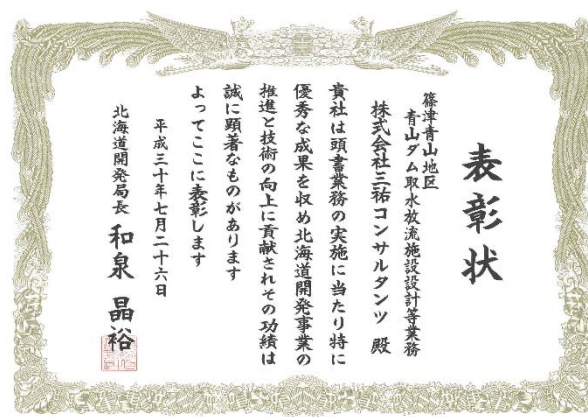 表彰状
篠津青山地区
青山ダム取水放流施設設計等業務
株式会社三祐コンサルタンツ 殿
貴社は頭書業務の実施に当たり特に
優秀な成果を収め北海道開発事業の
推進と技術の向上に貢献されその功績は
誠に顕著なものがあります
よってここに表彰します
平成三十年七月二十六日
北海道開発局長 和泉 晶裕